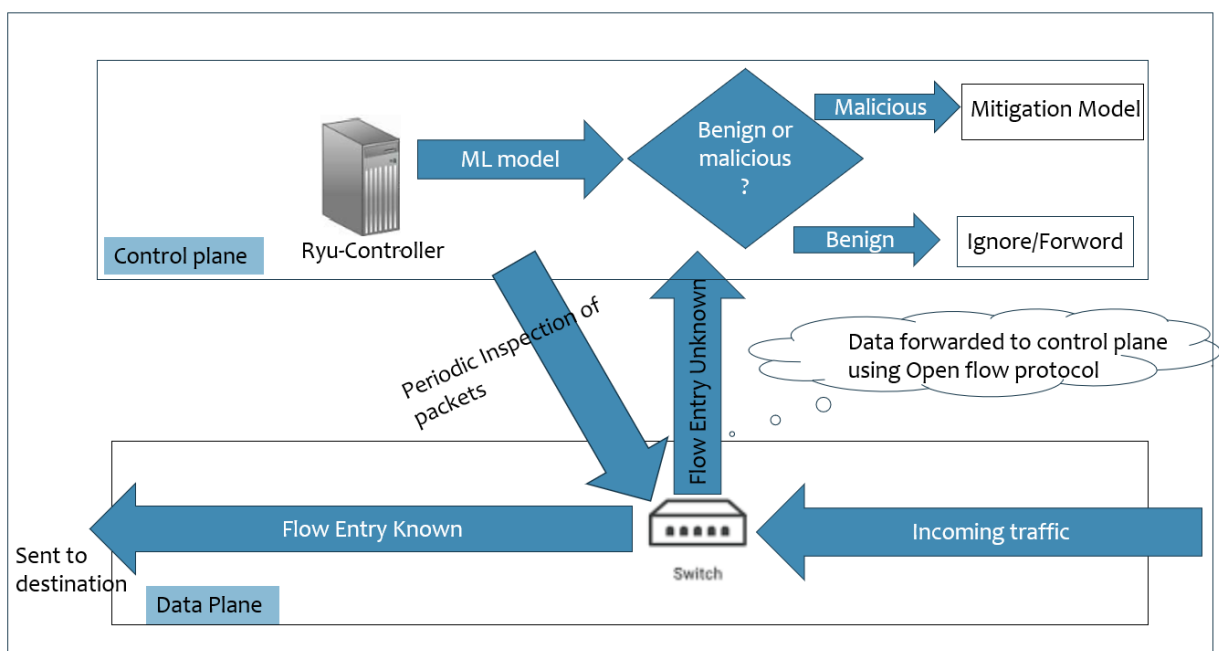 Malicious
Mitigation Model
Benign or
malicious
?
ML model
Ryu-Controller
Benign
Ignore/Forword
Control plane
Periodic Inspection of
packets
Flow Entry Unknown
Data forwarded to control plane
using Open flow protocol
Flow Entry Known
Incoming traffic
Switch
Sent to
destination
Data Plane